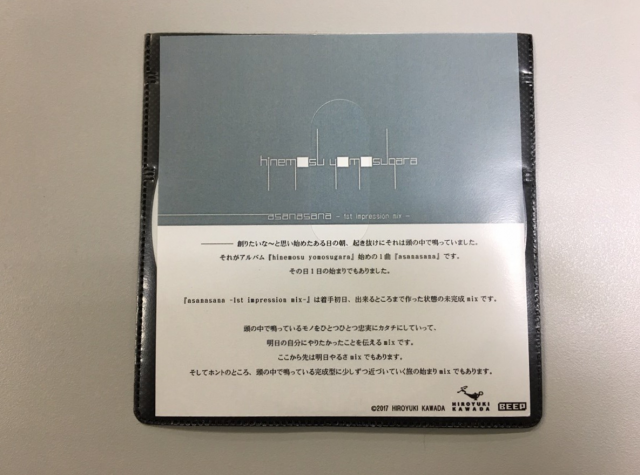 hinemosu yomosugara
asanasana - 1st impression mix -
――― 創りたいな～と思い始めたある日の朝、起き抜けにそれは頭の中で鳴っていました。
それがアルバム『hinemosu yomosugara』始めの1曲『asanasana』です。
その日1日の始まりでもありました。
『asanasana -1st impression mix-』は着手初日、出来るところまで作った状態の未完成mixです。
頭の中で鳴っているモノをひとつひとつ忠実にカタチにしていって、
明日の自分にやりたかったことを伝えるmixです。
ここから先は明日やるさmixでもあります。
そしてホントのところ、頭の中で鳴っている完成型に少しずつ近づいていく旅の始まりmixでもあります。
©2017 HIROYUKI KAWADA
HIROYUKI
KAWADA
BEEP